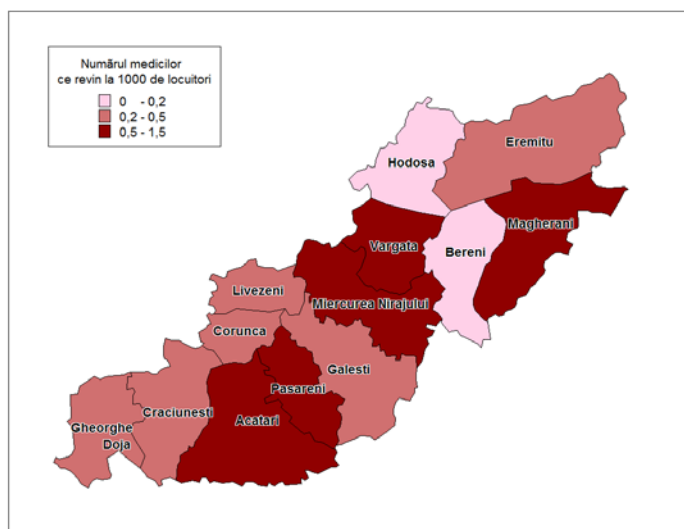 Numărul medicilor
ce revin la 1000 de locuitori
0 - 0,2
0,2 - 0,5
0,5 - 1,5
Eremitu
Hodoșa
Magherani
Vargata
Bereni
Livezeni
Miercurea Nirajului
Corunca
Galesti
Pasareni
Craciunesti
Acatari
Gheorghe
Doja